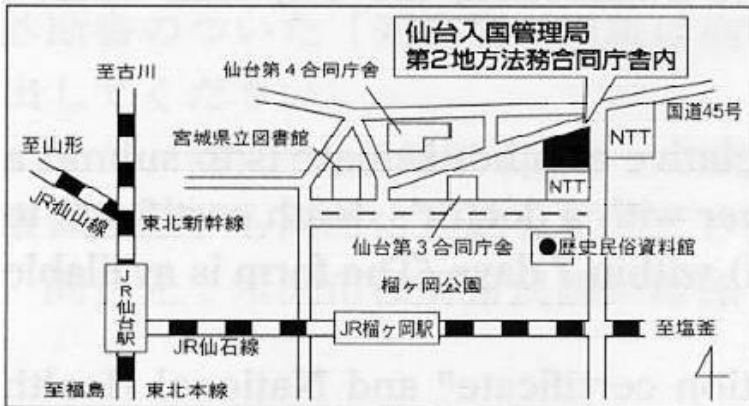 仙台入国管理局
第2地方法務合同庁舎内
仙台第4合同庁舎
至古川
国道45号
至山形
宮城県立図書館
NTT
NTT
JR仙山線
東北新幹線
仙台第3合同庁舎
歴史民俗資料館
榴ヶ岡公園
JR仙台駅
JR榴ヶ岡駅
至塩釜
JR仙石線
至福島
東北本線